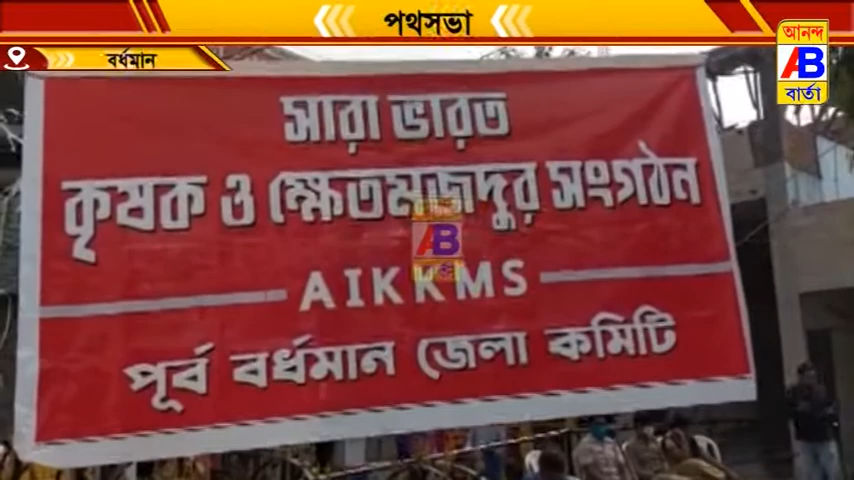 পথসভা
বর্ধমান
আনন্দ
AB
বার্তা
সারা ভারত
কৃষক ও ক্ষেতমজদুর সংগঠন
AIKKMS
পূর্ব বর্ধমান জেলা কমিটি